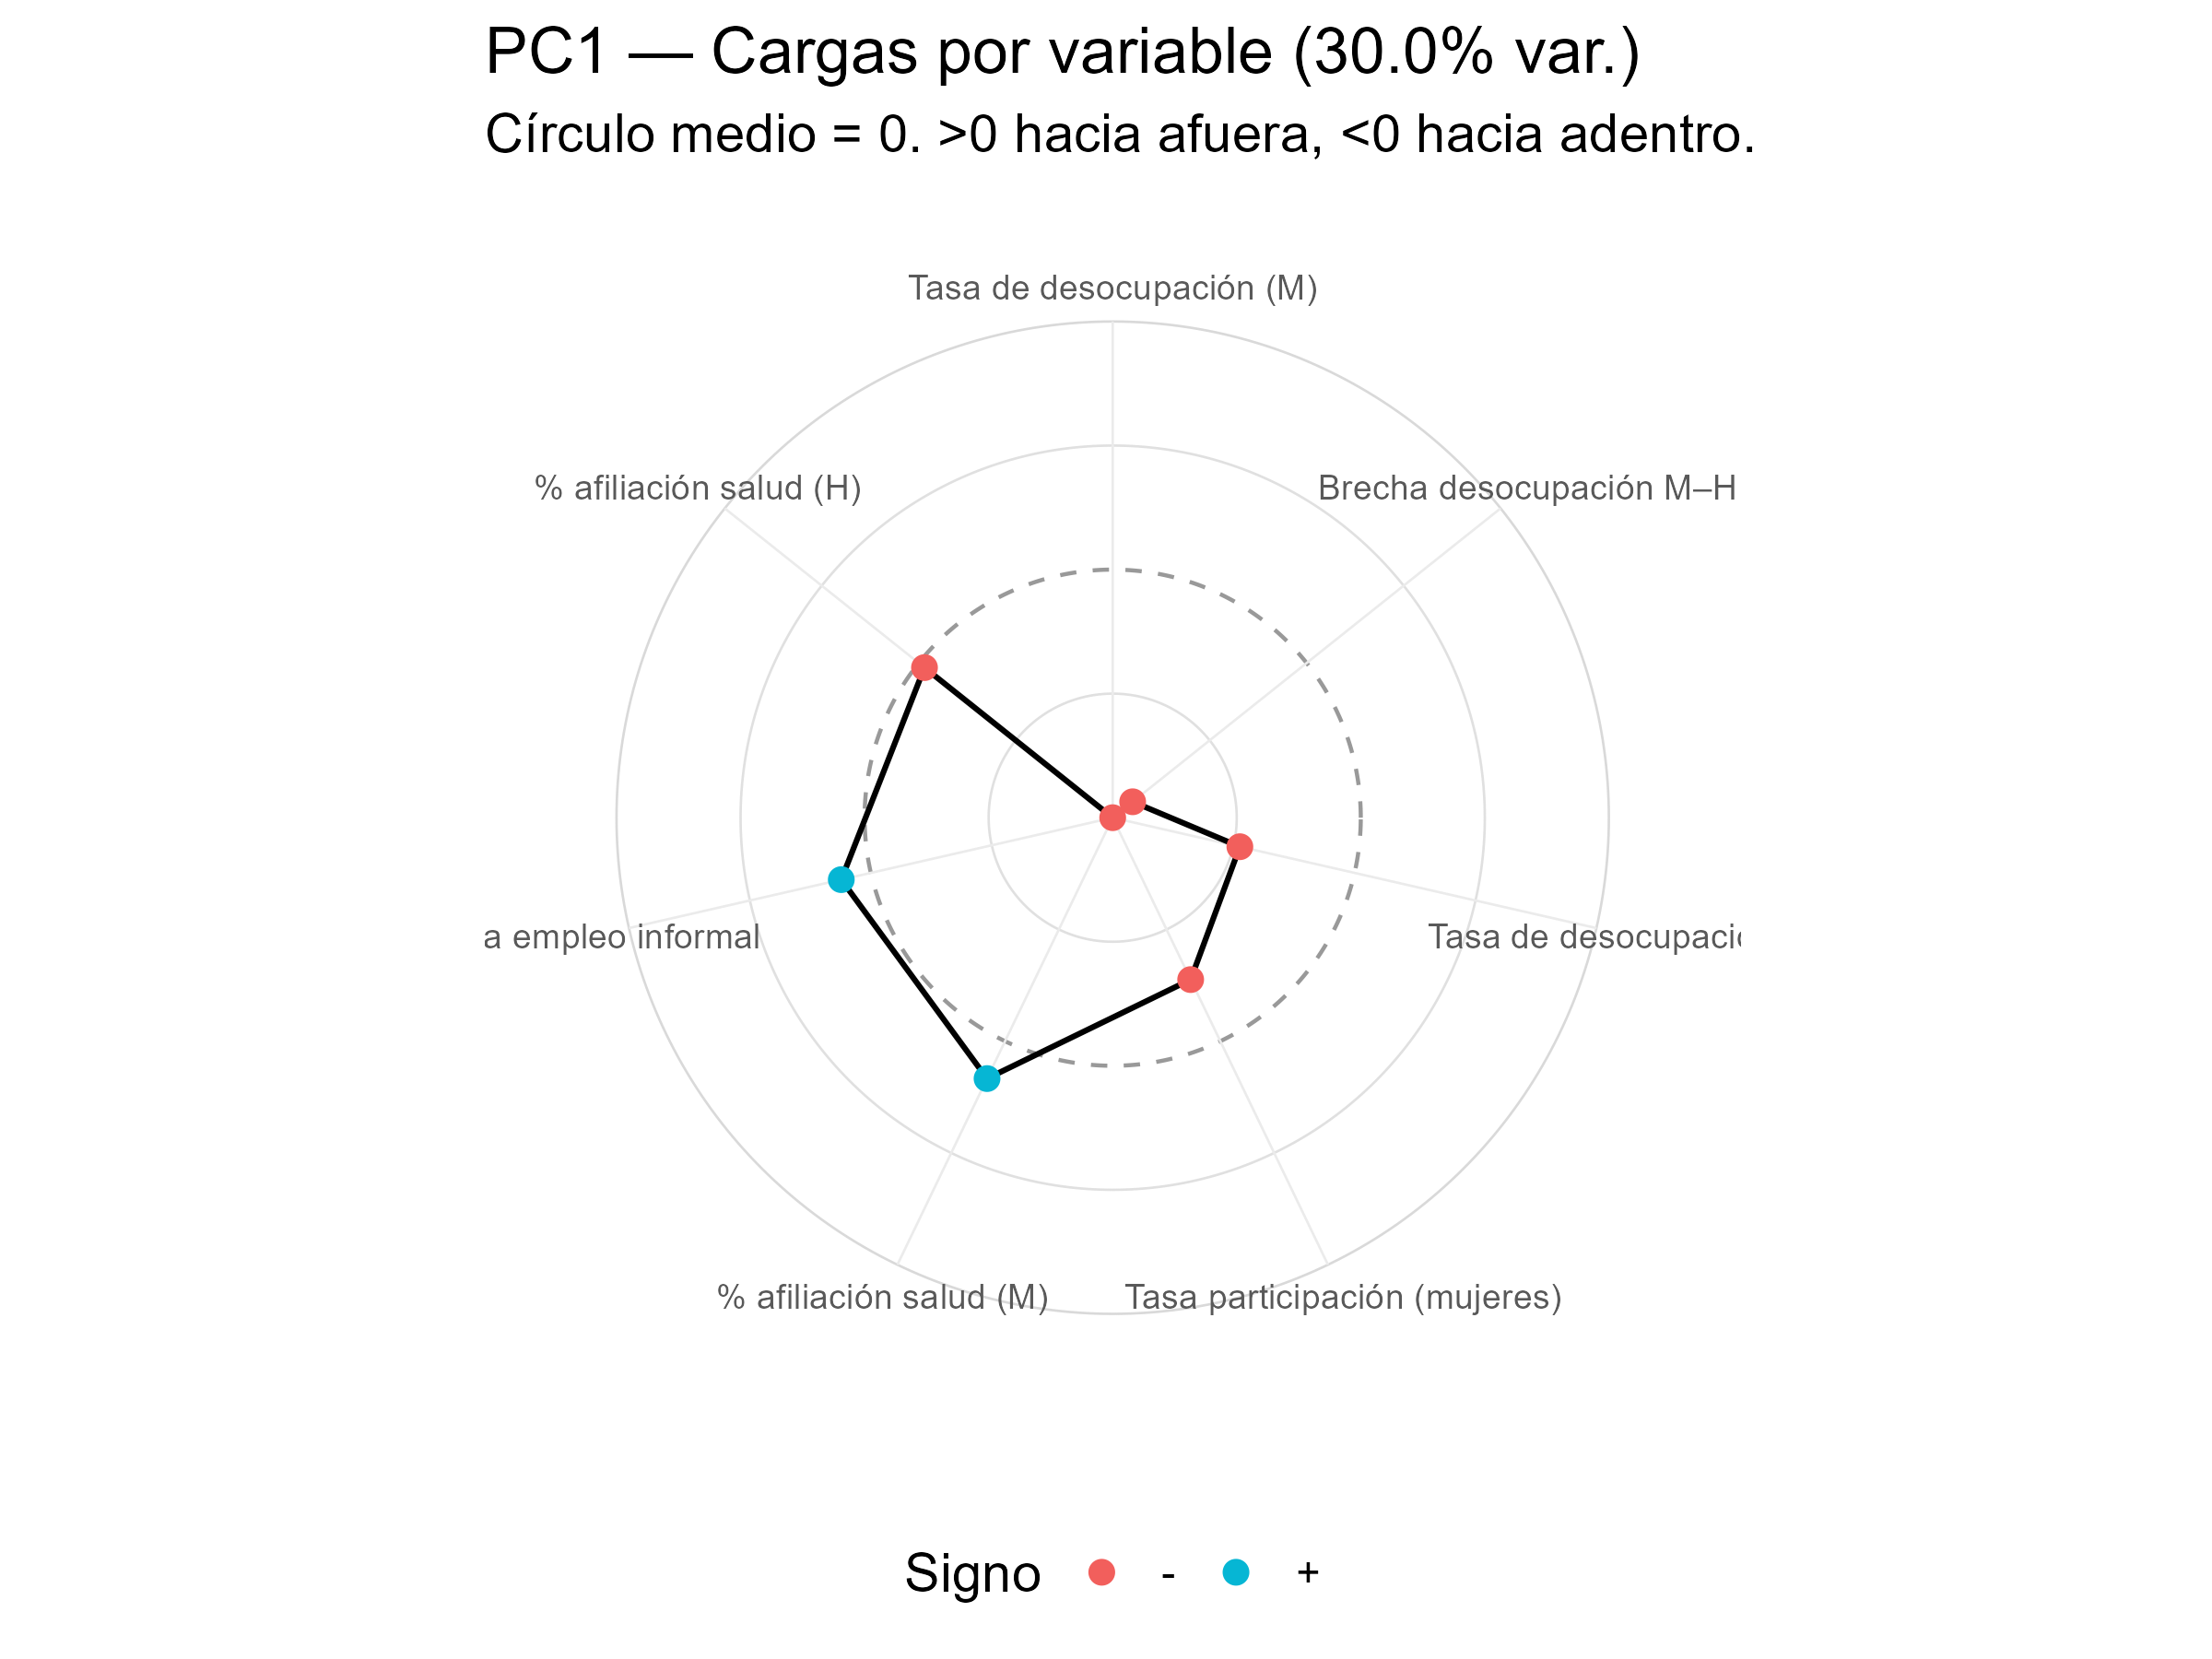 PC1 — Cargas por variable (30.0% var.)
Círculo medio = 0. >0 hacia afuera, <0 hacia adentro.
Tasa de desocupación (M)
% afiliación salud (H)
Brecha desocupación M–H
a empleo informal
Tasa de
% afiliación salud (M)
Tasa participación (mujeres)
Signo - +